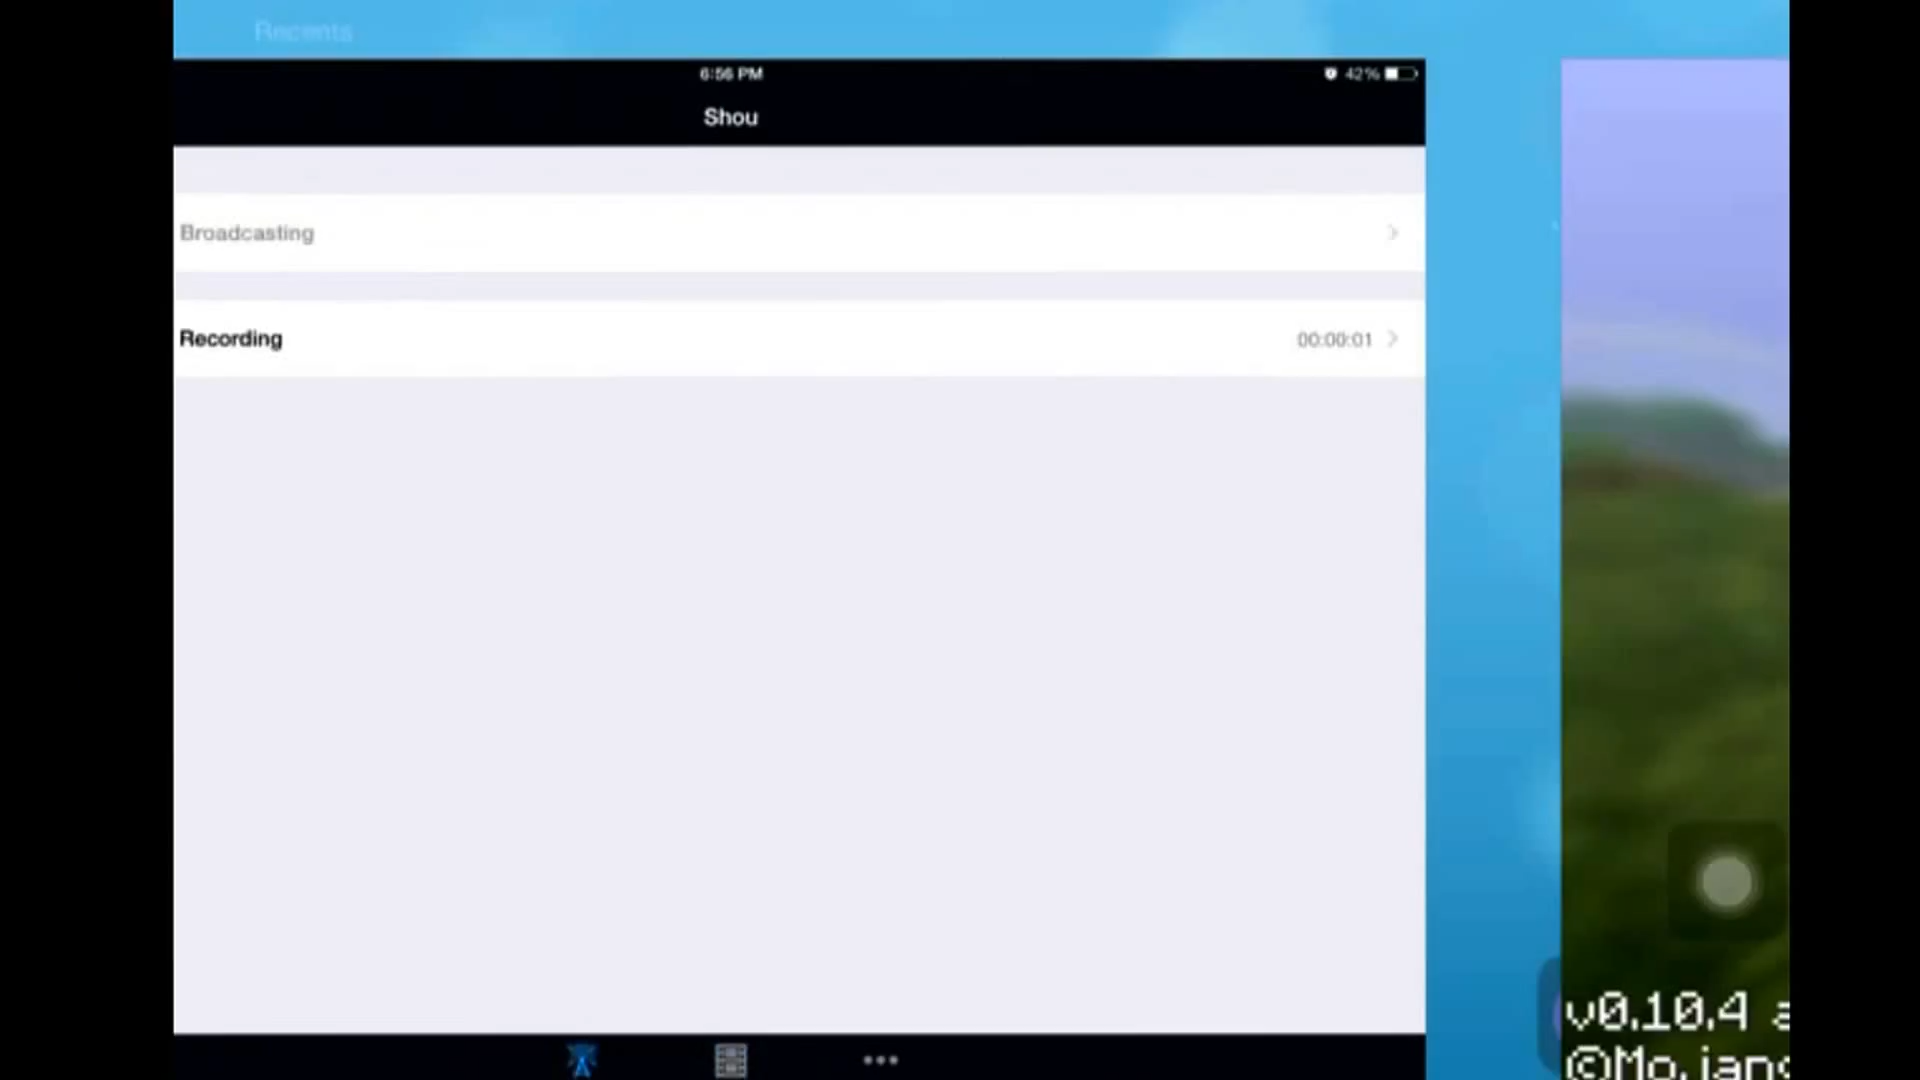 Recents
6:56 PM
42%
Shou
Broadcasting
Recording
00:00:01
v0.10.4 a
©Mojang